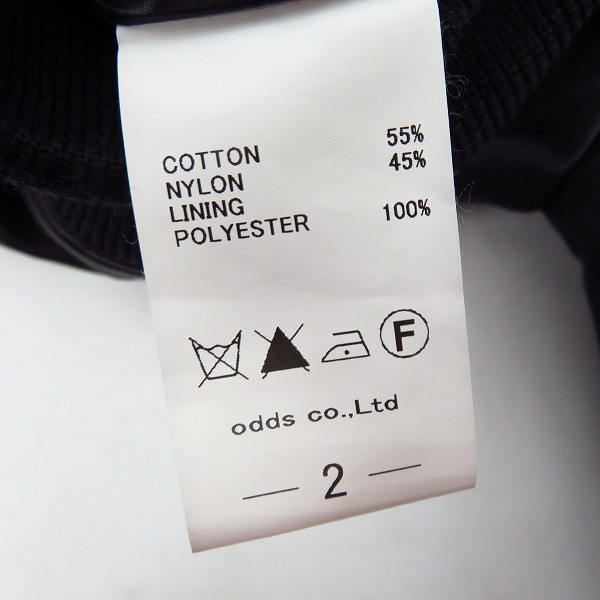 COTTON 55%
NYLON 45%
LINING
POLYESTER 100%
F
odds co.,Ltd
— 2 —